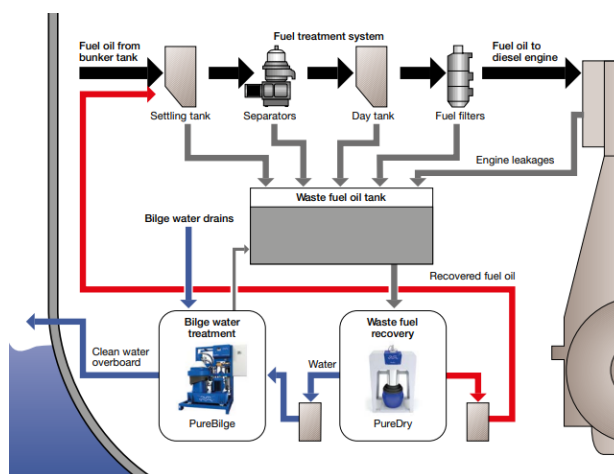 Fuel treatment system
Fuel oil from
bunker tank
Fuel oil to
diesel engine
Settling tank
Separators
Day tank
Fuel filters
Engine leakages
Waste fuel oil tank
Bilge water drains
Recovered fuel oil
Bilge water
treatment
Waste fuel
recovery
Clean water
overboard
Water
PureBilge
PureDry